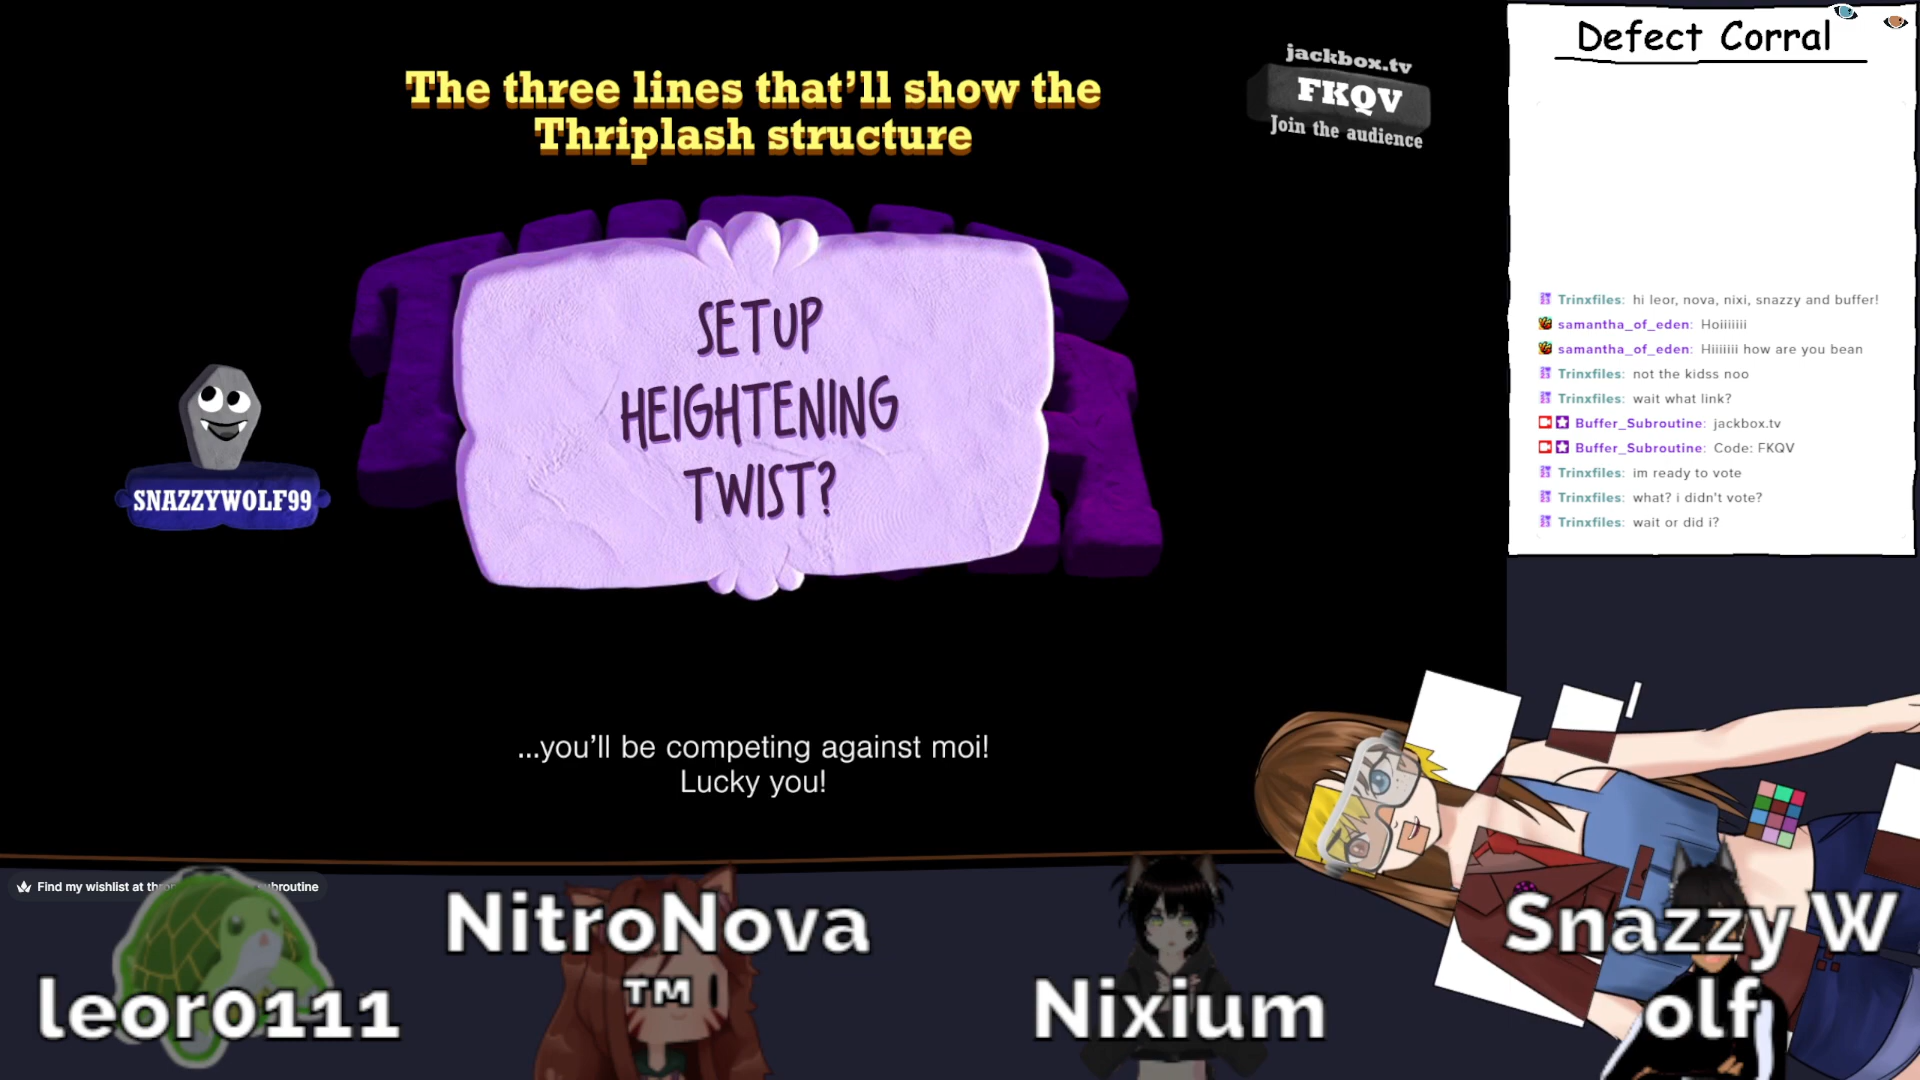 The three lines that'll show the
Thriplash structure
jackbox.tv
FKQV
Join the audience
SETUP
HEIGHTENING
TWIST?
SNAZZYWOLF99
...you'll be competing against moi!
Lucky you!
Defect Corral
Trinxfiles: hi leor, nova, nixi, snazzy and buffer!
samantha_of_eden: Hoiiiiiii
samantha_of_eden: Hiiiiiii how are you bean
Trinxfiles: not the kidss noo
Trinxfiles: wait what link?
Buffer_Subroutine: jackbox.tv
Buffer_Subroutine: Code: FKQV
Trinxfiles: im ready to vote
Trinxfiles: what? i didn't vote?
Trinxfiles: wait or did i?
Find my wishlist at
leor0111
NitroNova
™
Nixium
Snazzy W
olf